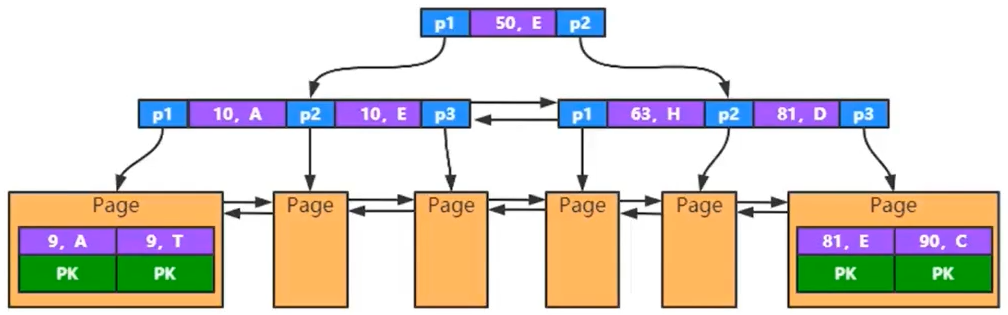 p1 50, E p2
p1 10, A p2 10, E p3 p1 63, H p2 81, D p3
Page Page Page Page Page Page
9, A 9, T 81, E 90, C
PK PK PK PK